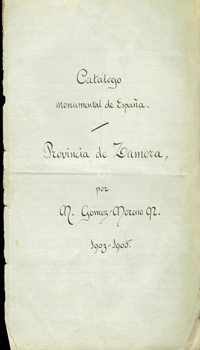 Catálogo
monumental de España.
Provincia de Zamora,
por
M. Gómez-Moreno M.
1903-1905.